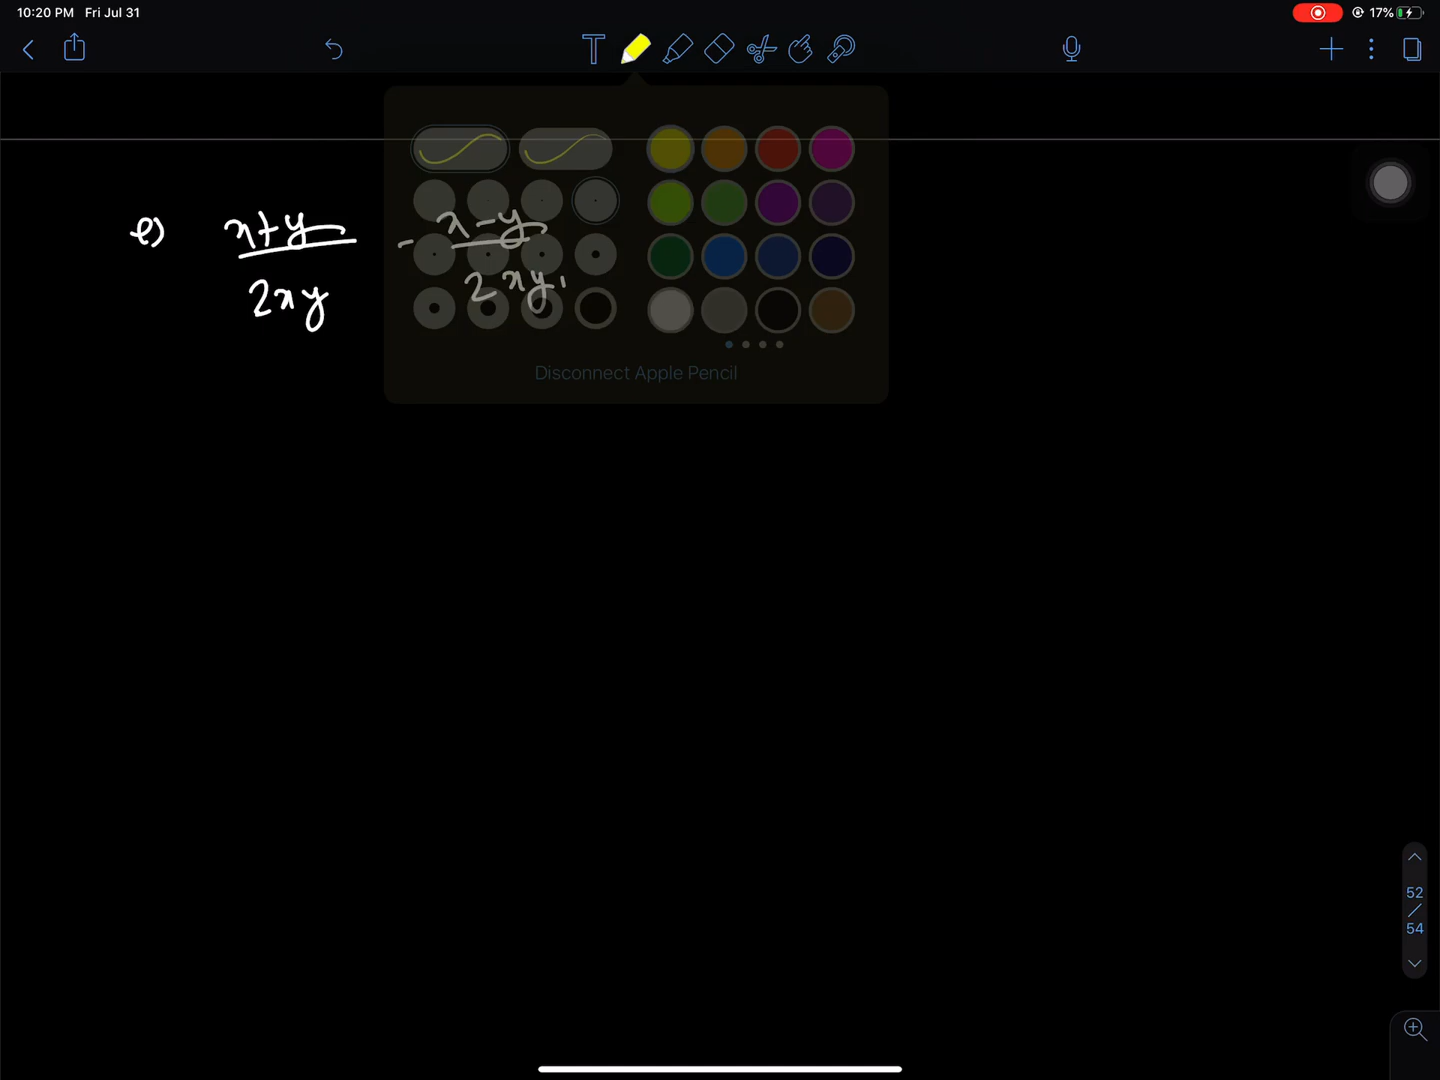 10:20 PM Fri Jul 31
17%
T
e) x+y/2xy - x-y/2xy
Disconnect Apple Pencil
52
/
54